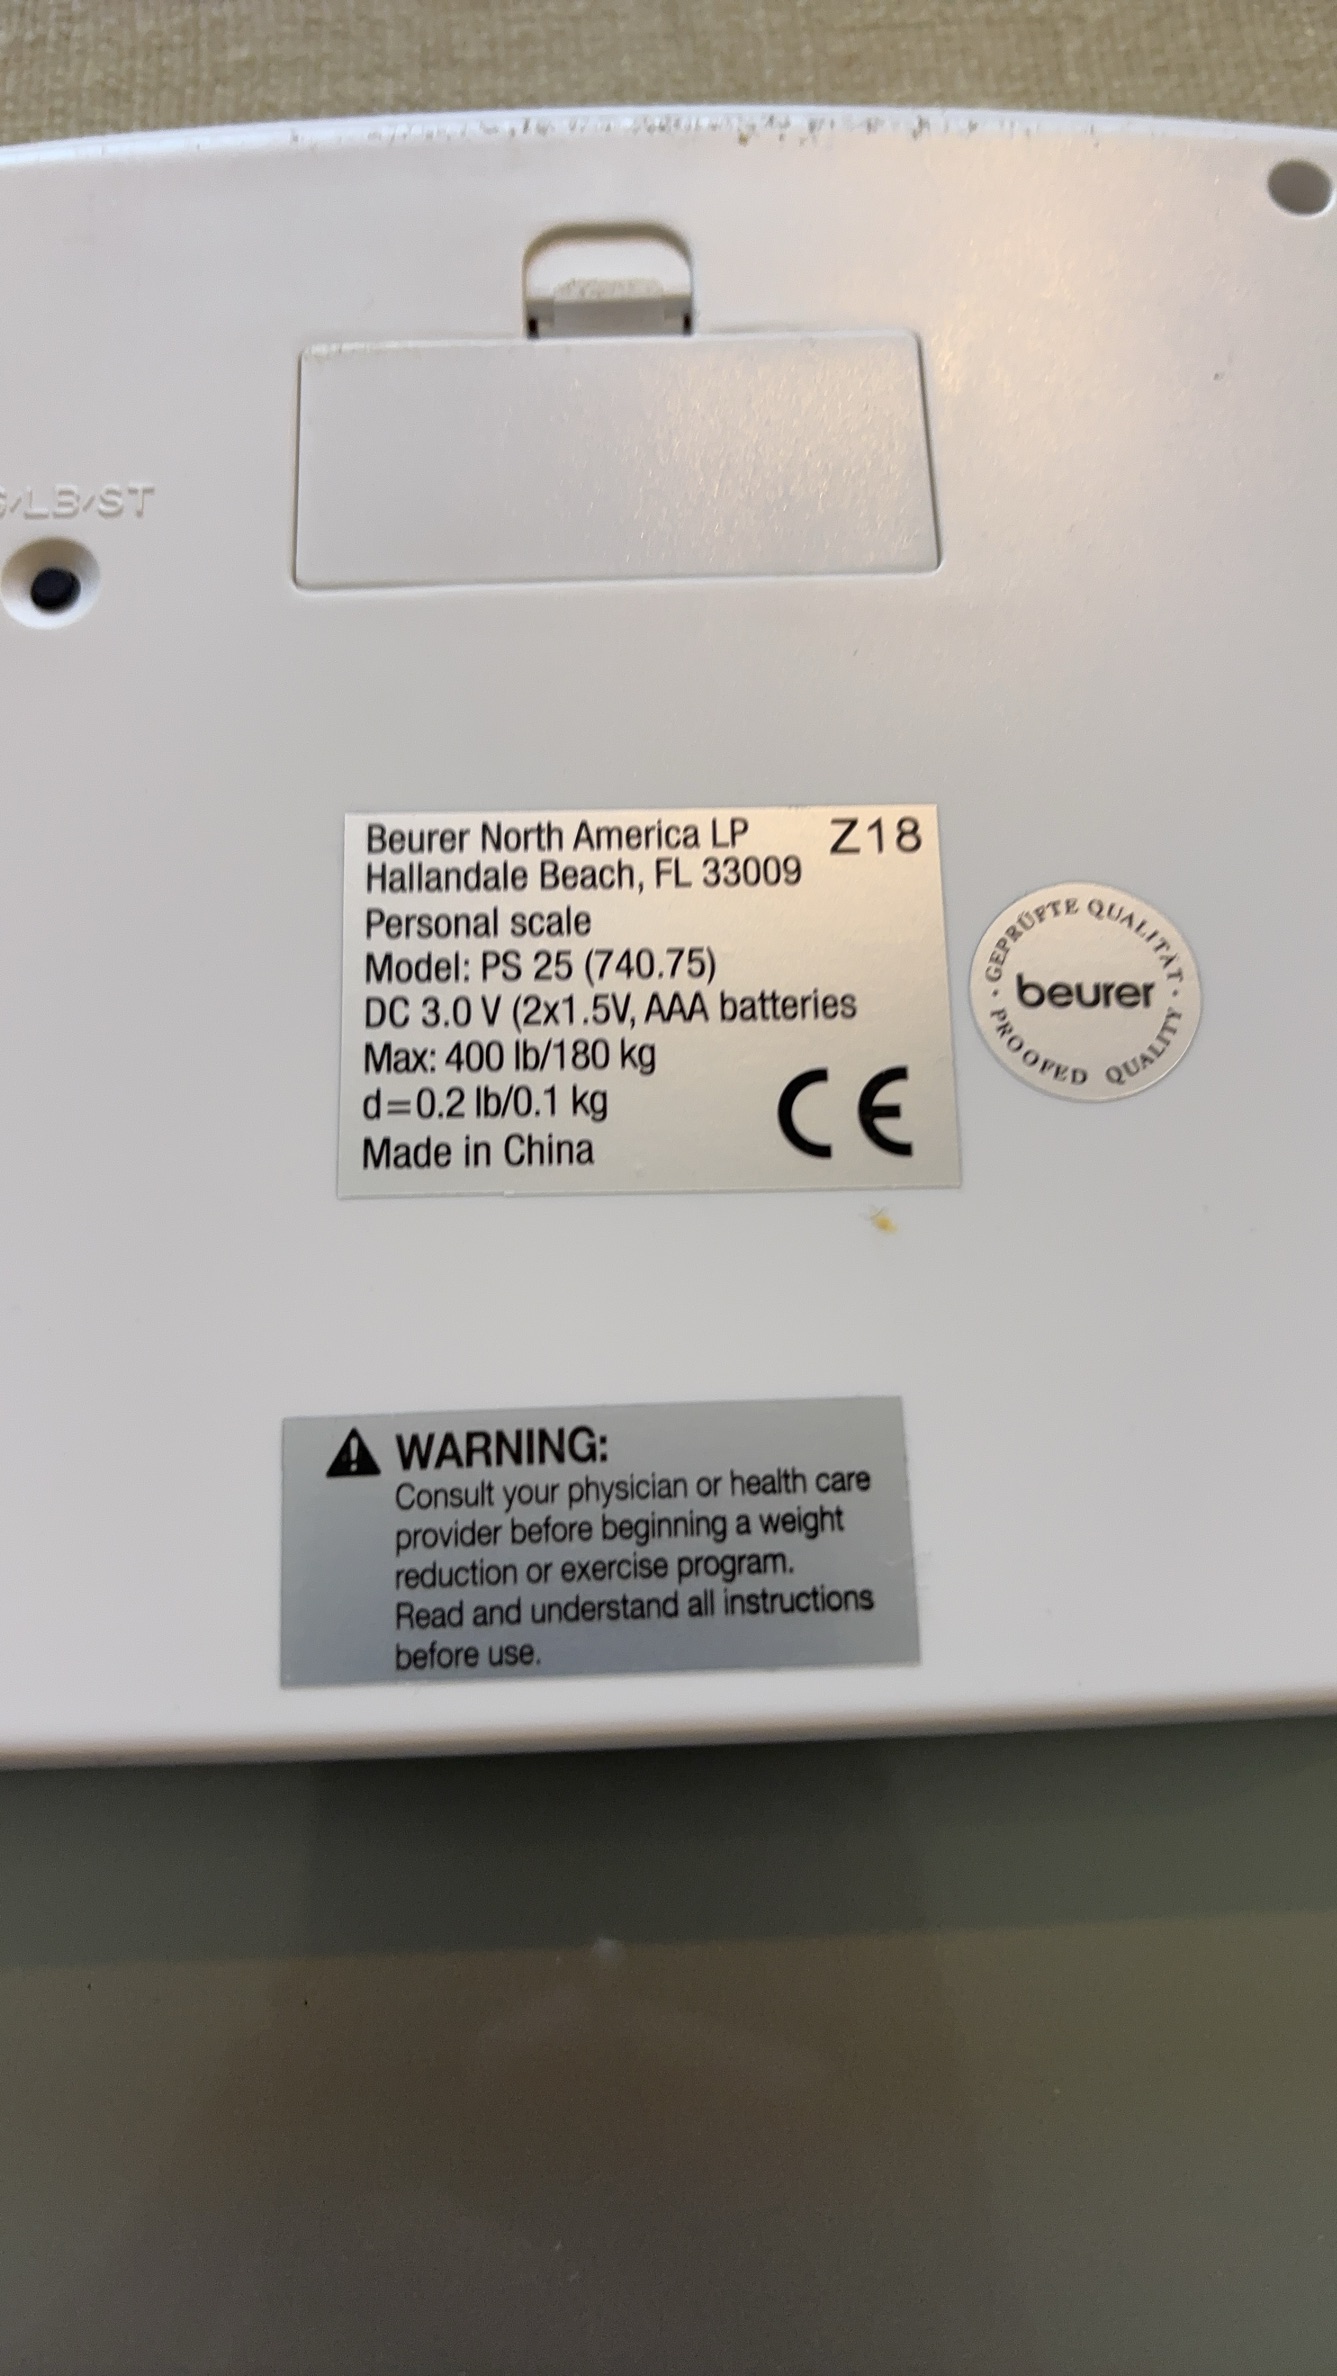 /LB/ST
Beurer North America LP Z18
Hallandale Beach, FL 33009
Personal scale
Model: PS 25 (740.75)
DC 3.0 V (2x1.5V, AAA batteries
Max: 400 lb/180 kg
d=0.2 lb/0.1 kg
Made in China
CE
· GEPRÜFTE QUALITÄT ·
beurer
PROOFED QUALITY
WARNING:
Consult your physician or health care
provider before beginning a weight
reduction or exercise program.
Read and understand all instructions
before use.